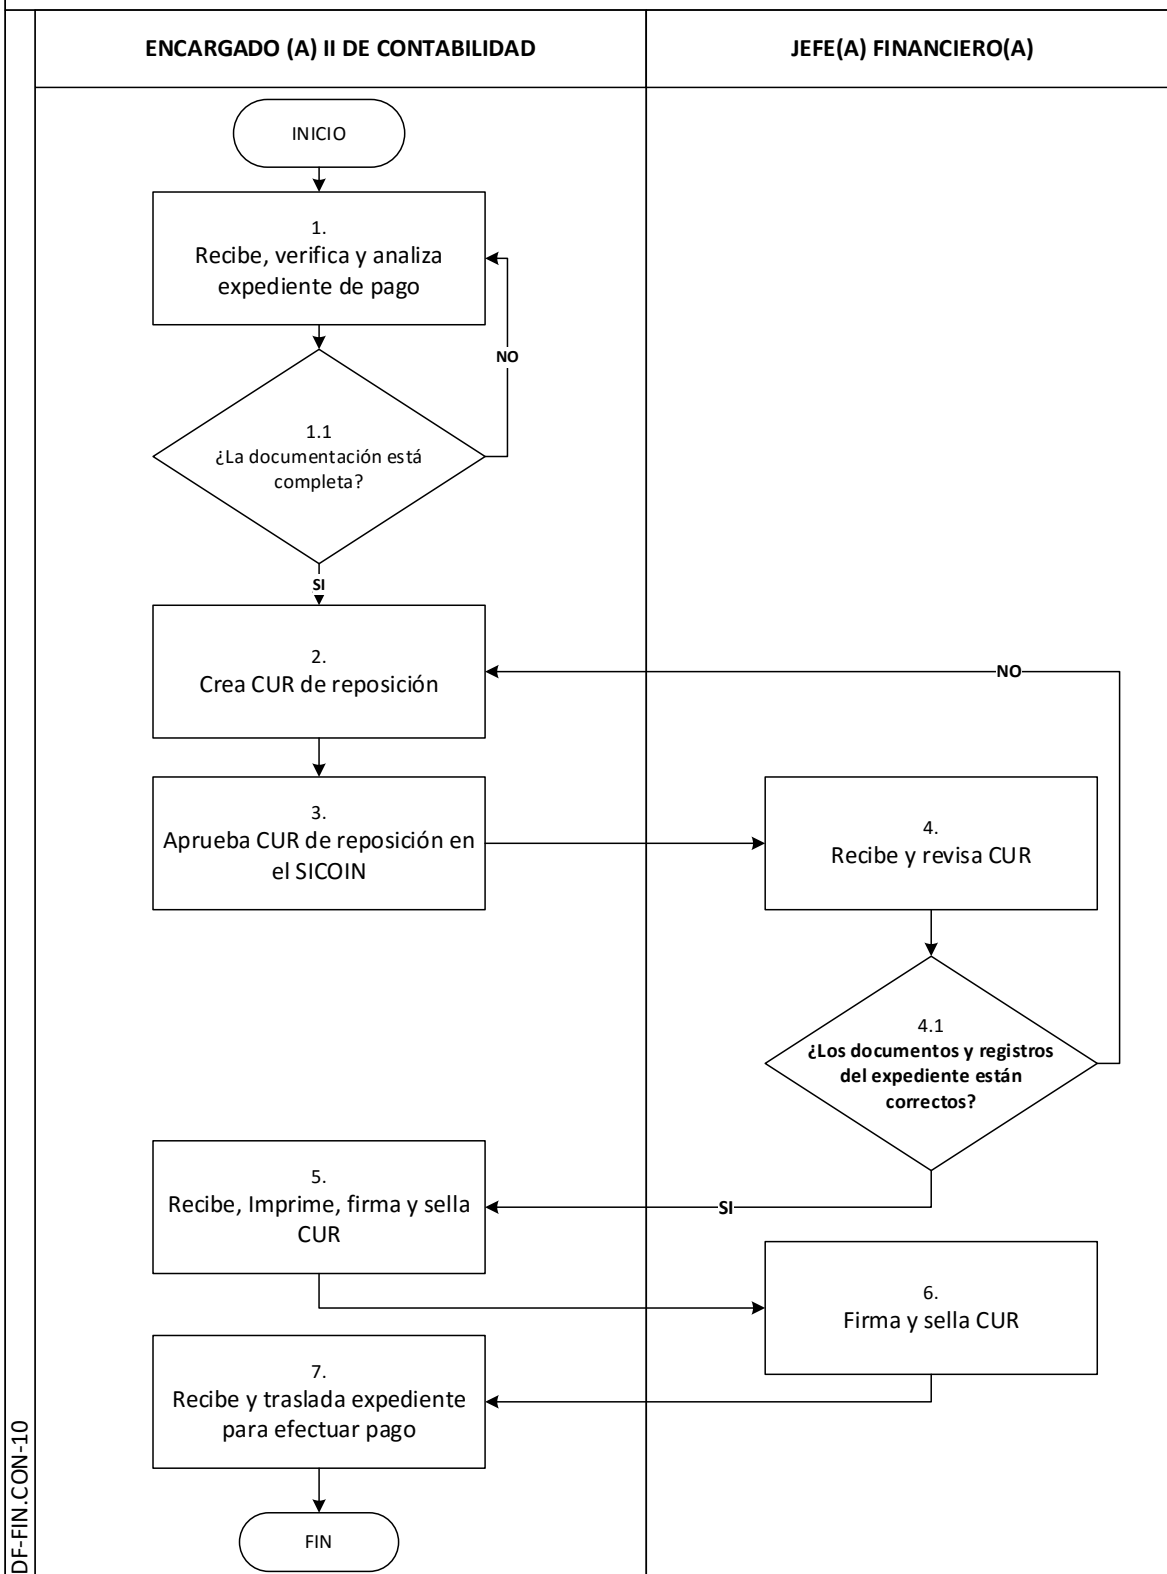 ENCARGADO (A) II DE CONTABILIDAD
JEFE(A) FINANCIERO(A)
INICIO
1.
Recibe, verifica y analiza
expediente de pago
NO
1.1
¿La documentación está
completa?
SI
2.
Crea CUR de reposición
NO
3.
Aprueba CUR de reposición en
el SICOIN
4.
Recibe y revisa CUR
4.1
¿Los documentos y registros
del expediente están
correctos?
SI
5.
Recibe, Imprime, firma y sella
CUR
6.
Firma y sella CUR
7.
Recibe y traslada expediente
para efectuar pago
FIN
DF-FIN.CON-10